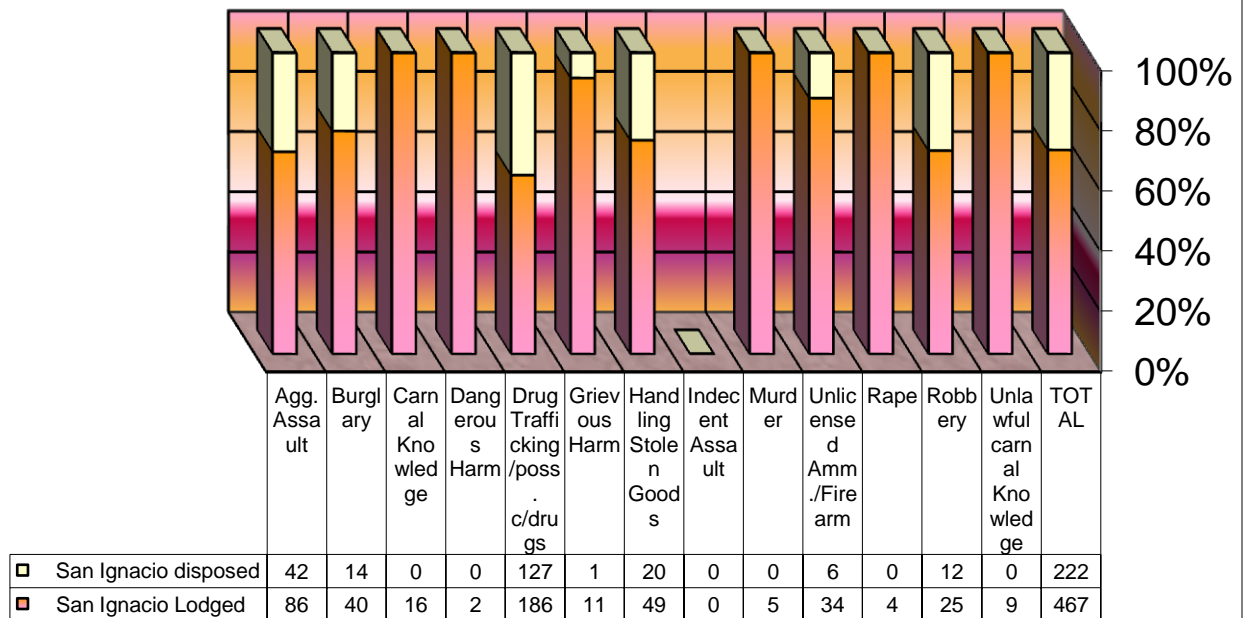 100%
80%
60%
40%
20%
0%
Agg. Assa ult
Burgl ary
Carn al Kno wled ge
Dang erou s Harm
Drug Traffi cking /poss . c/dru gs
Griev ous Harm
Hand ling Stole n Good s
Indec ent Assa ult
Murd er
Unlic ense d Amm ./Fire arm
Rape
Robb ery
Unla wful carn al Kno wled ge
TOT AL
San Ignacio disposed 42 14 0 0 127 1 20 0 0 6 0 12 0 222
San Ignacio Lodged 86 40 16 2 186 11 49 0 5 34 4 25 9 467